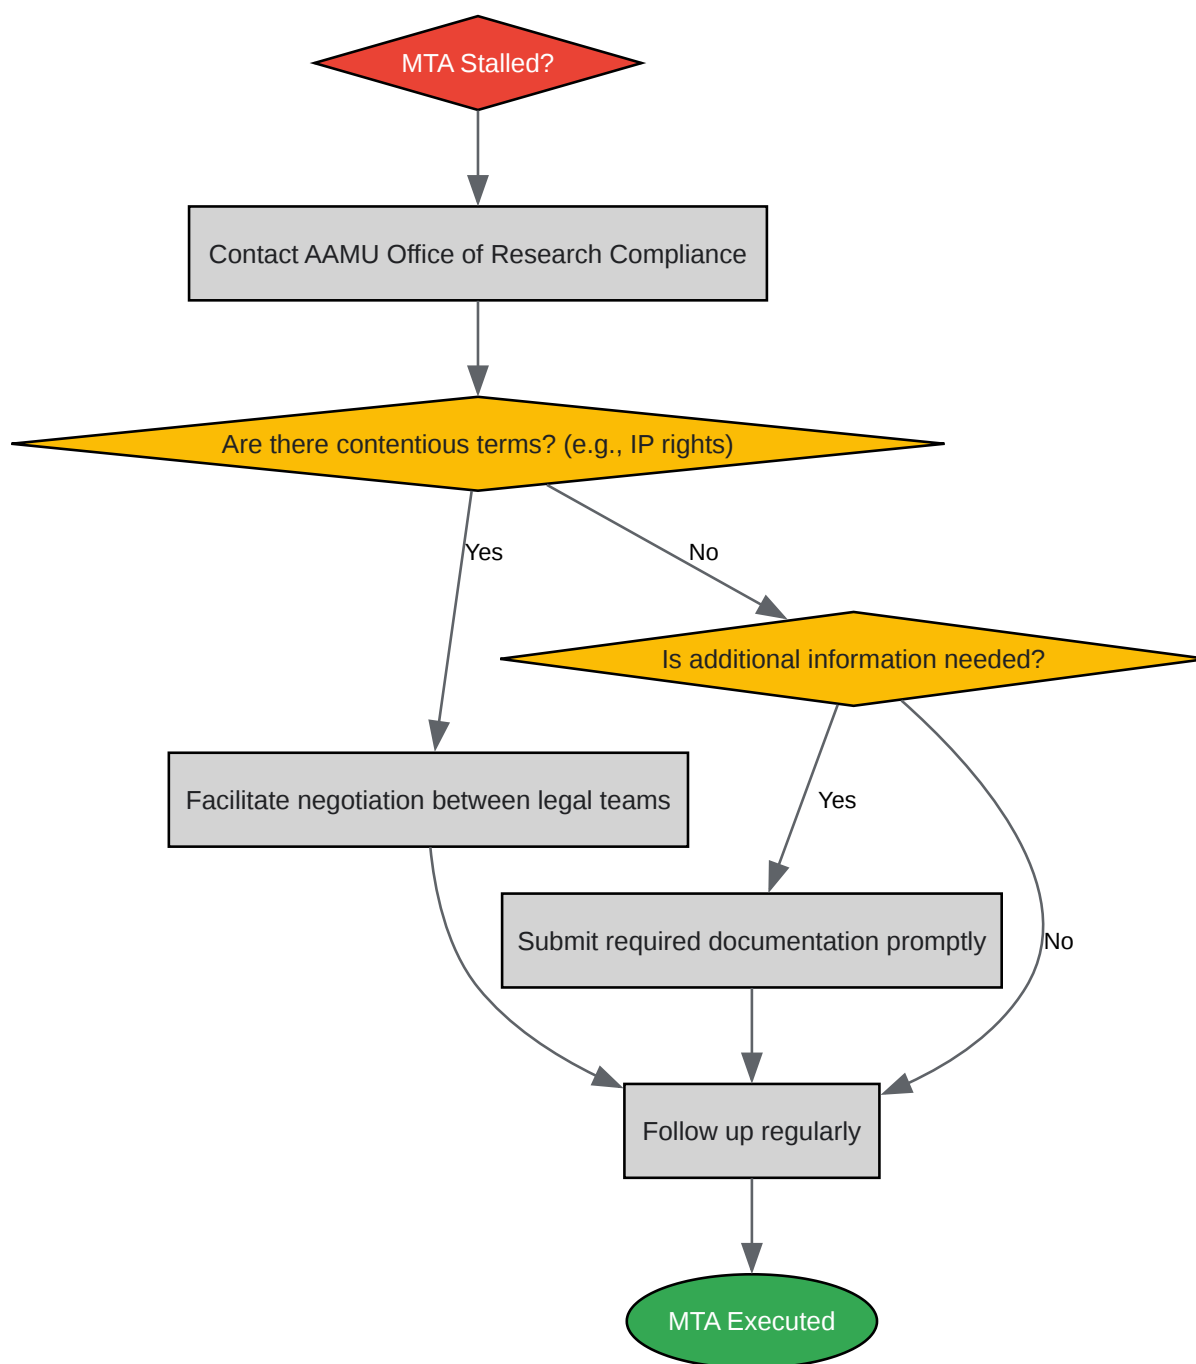 MTA Stalled?
Contact AAMU Office of Research Compliance
Are there contentious terms? (e.g., IP rights)
Yes
No
Is additional information needed?
Facilitate negotiation between legal teams
Yes
Submit required documentation promptly
No
Follow up regularly
MTA Executed